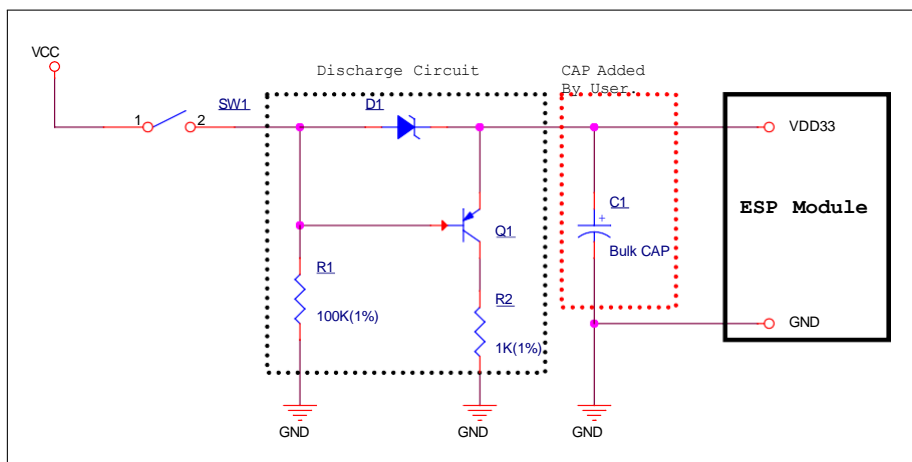 VCC
Discharge Circuit
CAP Added
By User.
SW1
D1
1
2
VDD33
ESP Module
C1
+
Q1
Bulk CAP
R1
R2
100K(1%)
1K(1%)
GND
GND
GND
GND